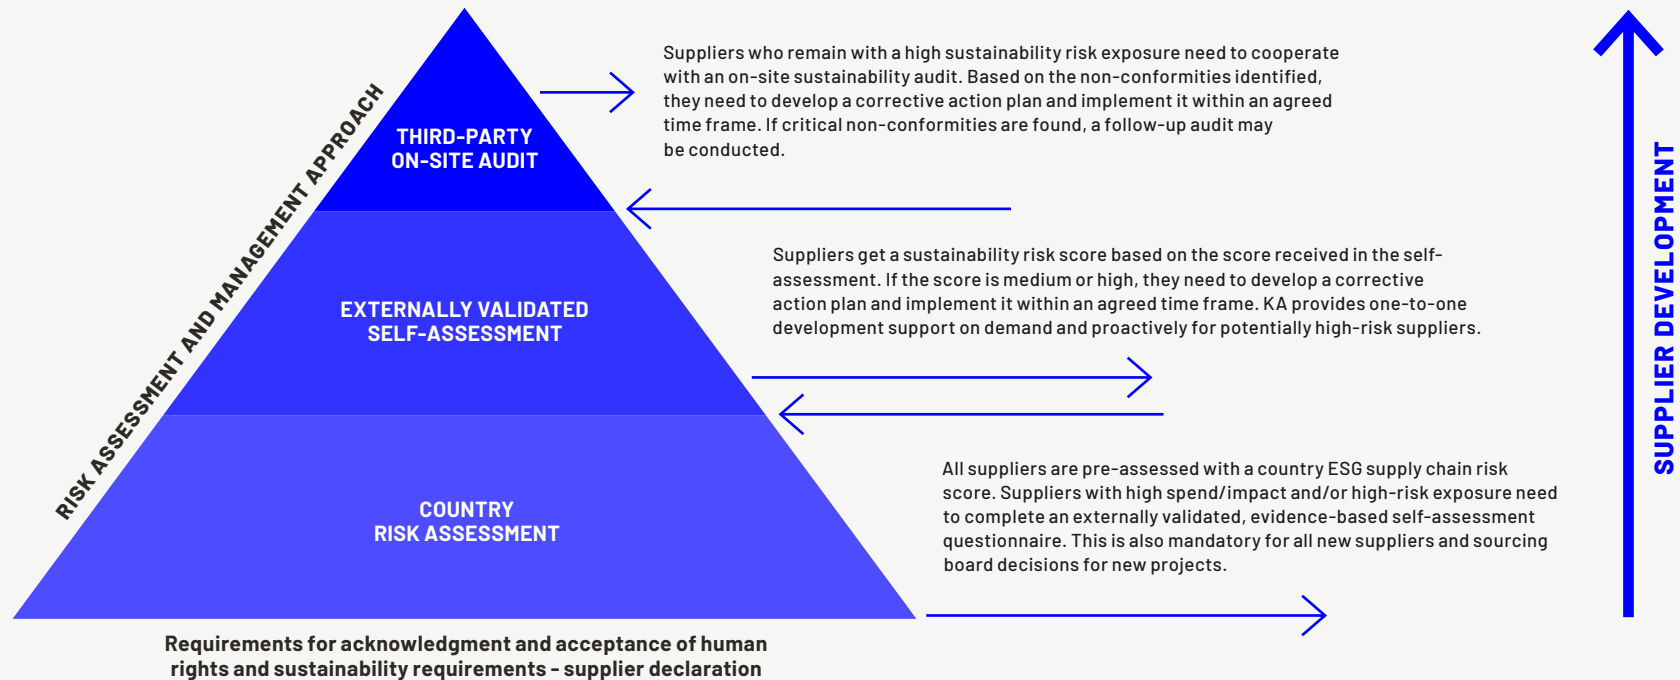 RISK ASSESSMENT AND MANAGEMENT APPROACH
THIRD-PARTY
ON-SITE AUDIT
Suppliers who remain with a high sustainability risk exposure need to cooperate
with an on-site sustainability audit. Based on the non-conformities identified,
they need to develop a corrective action plan and implement it within an agreed
time frame. If critical non-conformities are found, a follow-up audit may
be conducted.
EXTERNALLY VALIDATED
SELF-ASSESSMENT
Suppliers get a sustainability risk score based on the score received in the self-
assessment. If the score is medium or high, they need to develop a corrective
action plan and implement it within an agreed time frame. KA provides one-to-one
development support on demand and proactively for potentially high-risk suppliers.
COUNTRY
RISK ASSESSMENT
All suppliers are pre-assessed with a country ESG supply chain risk
score. Suppliers with high spend/impact and/or high-risk exposure need
to complete an externally validated, evidence-based self-assessment
questionnaire. This is also mandatory for all new suppliers and sourcing
board decisions for new projects.
Requirements for acknowledgment and acceptance of human
rights and sustainability requirements - supplier declaration
SUPPLIER DEVELOPMENT